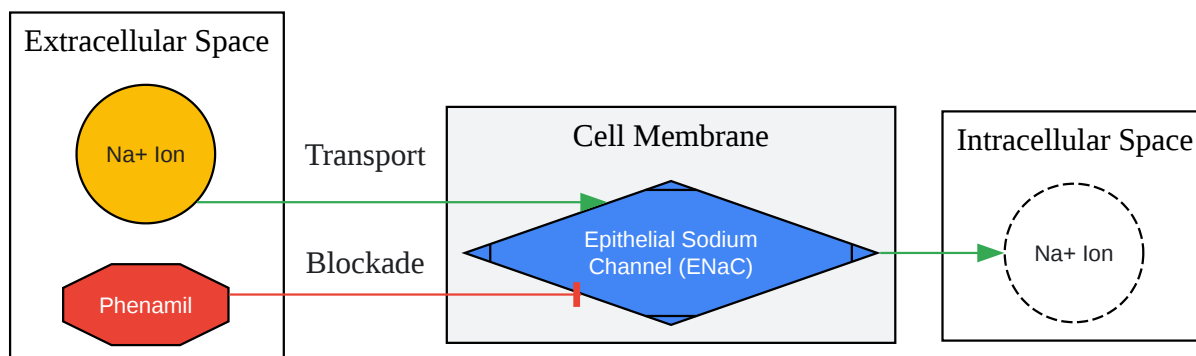 Extracellular Space
Na+ Ion
Phenamil
Transport
Blockade
Cell Membrane
Epithelial Sodium
Channel (ENaC)
Intracellular Space
Na+ Ion